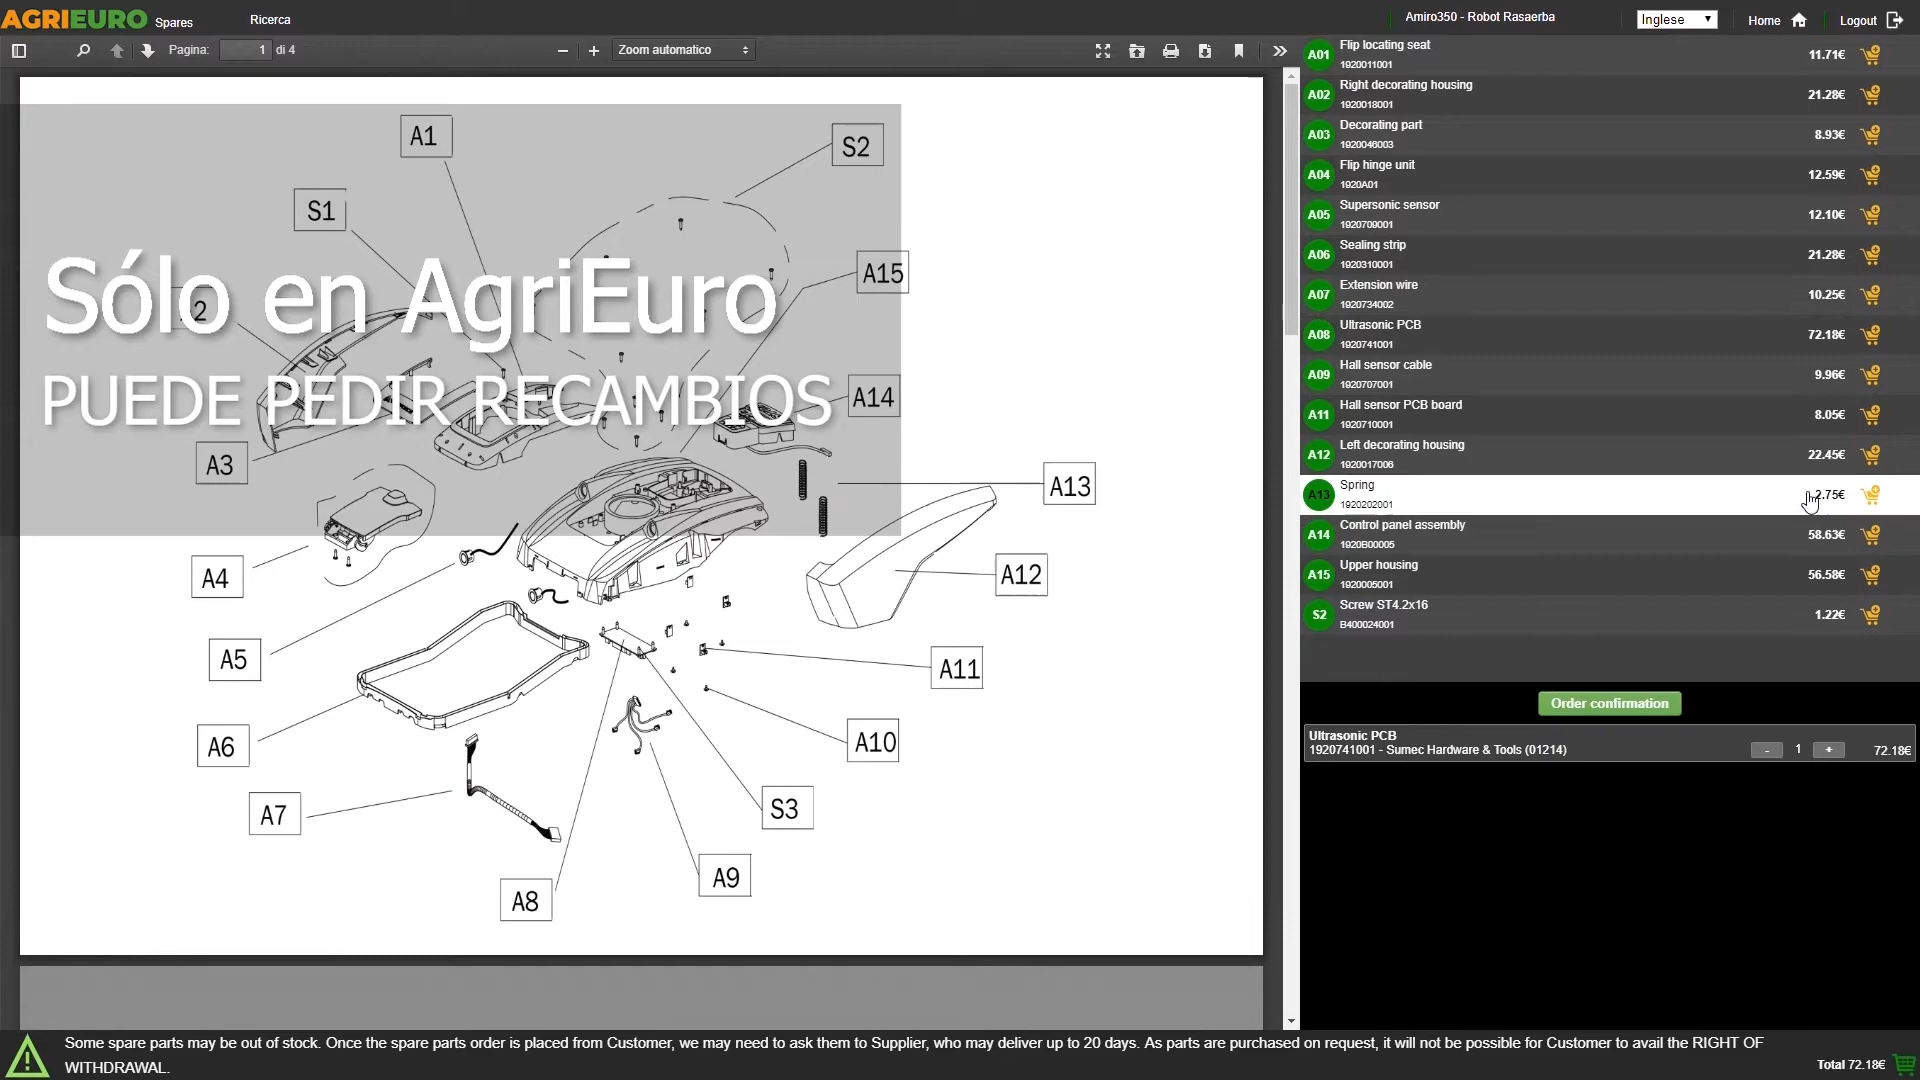 AGRIEURO Spares
Ricerca
Amiro350 - Robot Rasaerba
Inglese
Home
Logout
Pagina: 1 di 4
Zoom automatico
A1
S2
S1
A15
2
A14
A3
A13
A4
A12
A5
A11
A6
A10
A7
S3
A9
A8
Sólo en AgriEuro
PUEDE PEDIR RECAMBIOS
A01 Flip locating seat 11.71€
1920011001
A02 Right decorating housing 21.28€
1920018001
A03 Decorating part 8.93€
1920046003
A04 Flip hinge unit 12.59€
1920A01
A05 Supersonic sensor 12.10€
1920709001
A06 Sealing strip 21.28€
1920310001
A07 Extension wire 10.25€
1920734002
A08 Ultrasonic PCB 72.18€
1920741001
A09 Hall sensor cable 9.96€
1920707001
A11 Hall sensor PCB board 8.05€
1920710001
A12 Left decorating housing 22.45€
1920017006
A13 Spring 2.75€
1920202001
A14 Control panel assembly 58.63€
1920B00005
A15 Upper housing 56.58€
1920005001
S2 Screw ST4.2x16 1.22€
B400024001
Order confirmation
Ultrasonic PCB
1920741001 - Sumec Hardware & Tools (01214) - 1 + 72.18€
Some spare parts may be out of stock. Once the spare parts order is placed from Customer, we may need to ask them to Supplier, who may deliver up to 20 days. As parts are purchased on request, it will not be possible for Customer to avail the RIGHT OF
WITHDRAWAL.
Total 72.18€